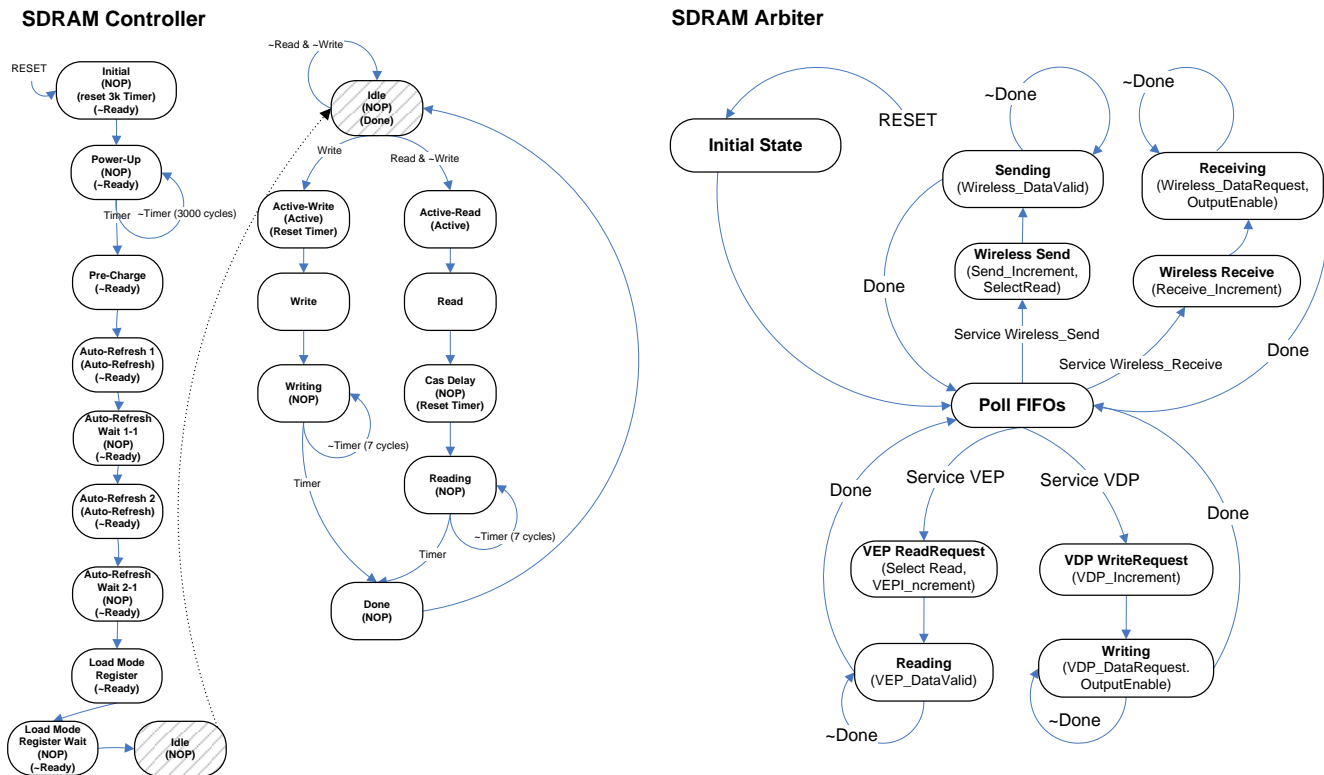 SDRAM Controller
RESET
Initial
(NOP)
(reset 3k Timer)
(~Ready)
Power-Up
(NOP)
(~Ready)
Timer
~Timer (3000 cycles)
Pre-Charge
(~Ready)
Auto-Refresh 1
(Auto-Refresh)
(~Ready)
Auto-Refresh
Wait 1-1
(NOP)
(~Ready)
Auto-Refresh 2
(Auto-Refresh)
(~Ready)
Auto-Refresh
Wait 2-1
(NOP)
(~Ready)
Load Mode
Register
(~Ready)
Load Mode
Register Wait
(NOP)
(~Ready)
Idle
(NOP)
~Read & ~Write
Idle
(NOP)
(Done)
Write
Read & ~Write
Active-Write
(Active)
(Reset Timer)
Active-Read
(Active)
Write
Read
Writing
(NOP)
Cas Delay
(NOP)
(Reset Timer)
~Timer (7 cycles)
Timer
Reading
(NOP)
~Timer (7 cycles)
Timer
Done
(NOP)
SDRAM Arbiter
RESET
Initial State
~Done
Sending
(Wireless_DataValid)
~Done
Receiving
(Wireless_DataRequest,
OutputEnable)
Wireless Send
(Send_Increment,
SelectRead)
Wireless Receive
(Receive_Increment)
Done
Service Wireless_Send
Service Wireless_Receive
Done
Poll FIFOs
Done
Service VEP
Service VDP
Done
VEP ReadRequest
(Select Read,
VEPI_ncrement)
VDP WriteRequest
(VDP_Increment)
Reading
(VEP_DataValid)
Writing
(VDP_DataRequest.
OutputEnable)
~Done
~Done